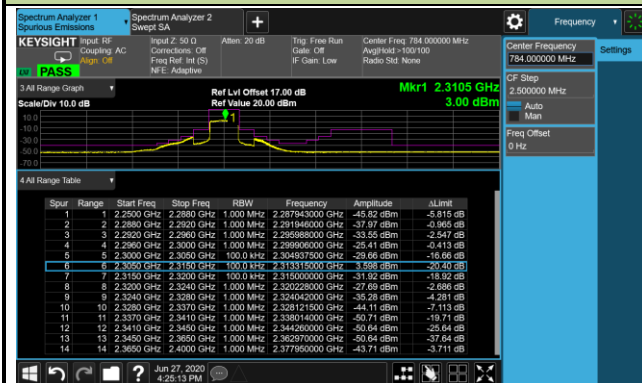 Spectrum Analyzer 1
Spurious Emissions
Spectrum Analyzer 2
Swept SA
Frequency
KEYSIGHT Input: RF Input Z: 50 Ω Atten: 20 dB Trig: Free Run Center Freq: 784.000000 MHz
Coupling: AC Corrections: Off Gate: Off Avg|Hold:>100/100
Align: Off Freq Ref: Int (S) IF Gain: Low Radio Std: None
NFE: Adaptive
PASS
Center Frequency
784.000000 MHz
Settings
CF Step
2.500000 MHz
Auto
Man
Freq Offset
0 Hz
3 All Range Graph
Ref Lvl Offset 17.00 dB
Mkr1 2.3105 GHz
Scale/Div 10.0 dB Ref Value 20.00 dBm 3.00 dBm
10.0
-10.0
-30.0
-50.0
-70.0
1
4 All Range Table
Spur Range Start Freq Stop Freq RBW Frequency Amplitude ΔLimit
1 1 2.2500 GHz 2.2880 GHz 1.000 MHz 2.287943000 GHz -45.82 dBm -5.815 dB
2 2 2.2880 GHz 2.2920 GHz 1.000 MHz 2.291946000 GHz -37.97 dBm -0.965 dB
3 3 2.2920 GHz 2.2960 GHz 1.000 MHz 2.295988000 GHz -33.55 dBm -2.547 dB
4 4 2.2960 GHz 2.3000 GHz 1.000 MHz 2.299906000 GHz -25.41 dBm -0.413 dB
5 5 2.3000 GHz 2.3050 GHz 100.0 kHz 2.304937500 GHz -29.66 dBm -16.66 dB
6 6 2.3050 GHz 2.3150 GHz 100.0 kHz 2.313315000 GHz 3.598 dBm -20.40 dB
7 7 2.3150 GHz 2.3200 GHz 100.0 kHz 2.315000000 GHz -31.92 dBm -18.92 dB
8 8 2.3200 GHz 2.3240 GHz 1.000 MHz 2.320228000 GHz -27.69 dBm -2.686 dB
9 9 2.3240 GHz 2.3280 GHz 1.000 MHz 2.324042000 GHz -35.28 dBm -4.281 dB
10 10 2.3280 GHz 2.3370 GHz 1.000 MHz 2.328121500 GHz -44.11 dBm -7.113 dB
11 11 2.3370 GHz 2.3410 GHz 1.000 MHz 2.338014000 GHz -50.71 dBm -19.71 dB
12 12 2.3410 GHz 2.3450 GHz 1.000 MHz 2.344260000 GHz -50.64 dBm -25.64 dB
13 13 2.3450 GHz 2.3650 GHz 1.000 MHz 2.362970000 GHz -50.64 dBm -37.64 dB
14 14 2.3650 GHz 2.4000 GHz 1.000 MHz 2.377950000 GHz -43.71 dBm -3.711 dB
Jun 27, 2020
4:25:13 PM